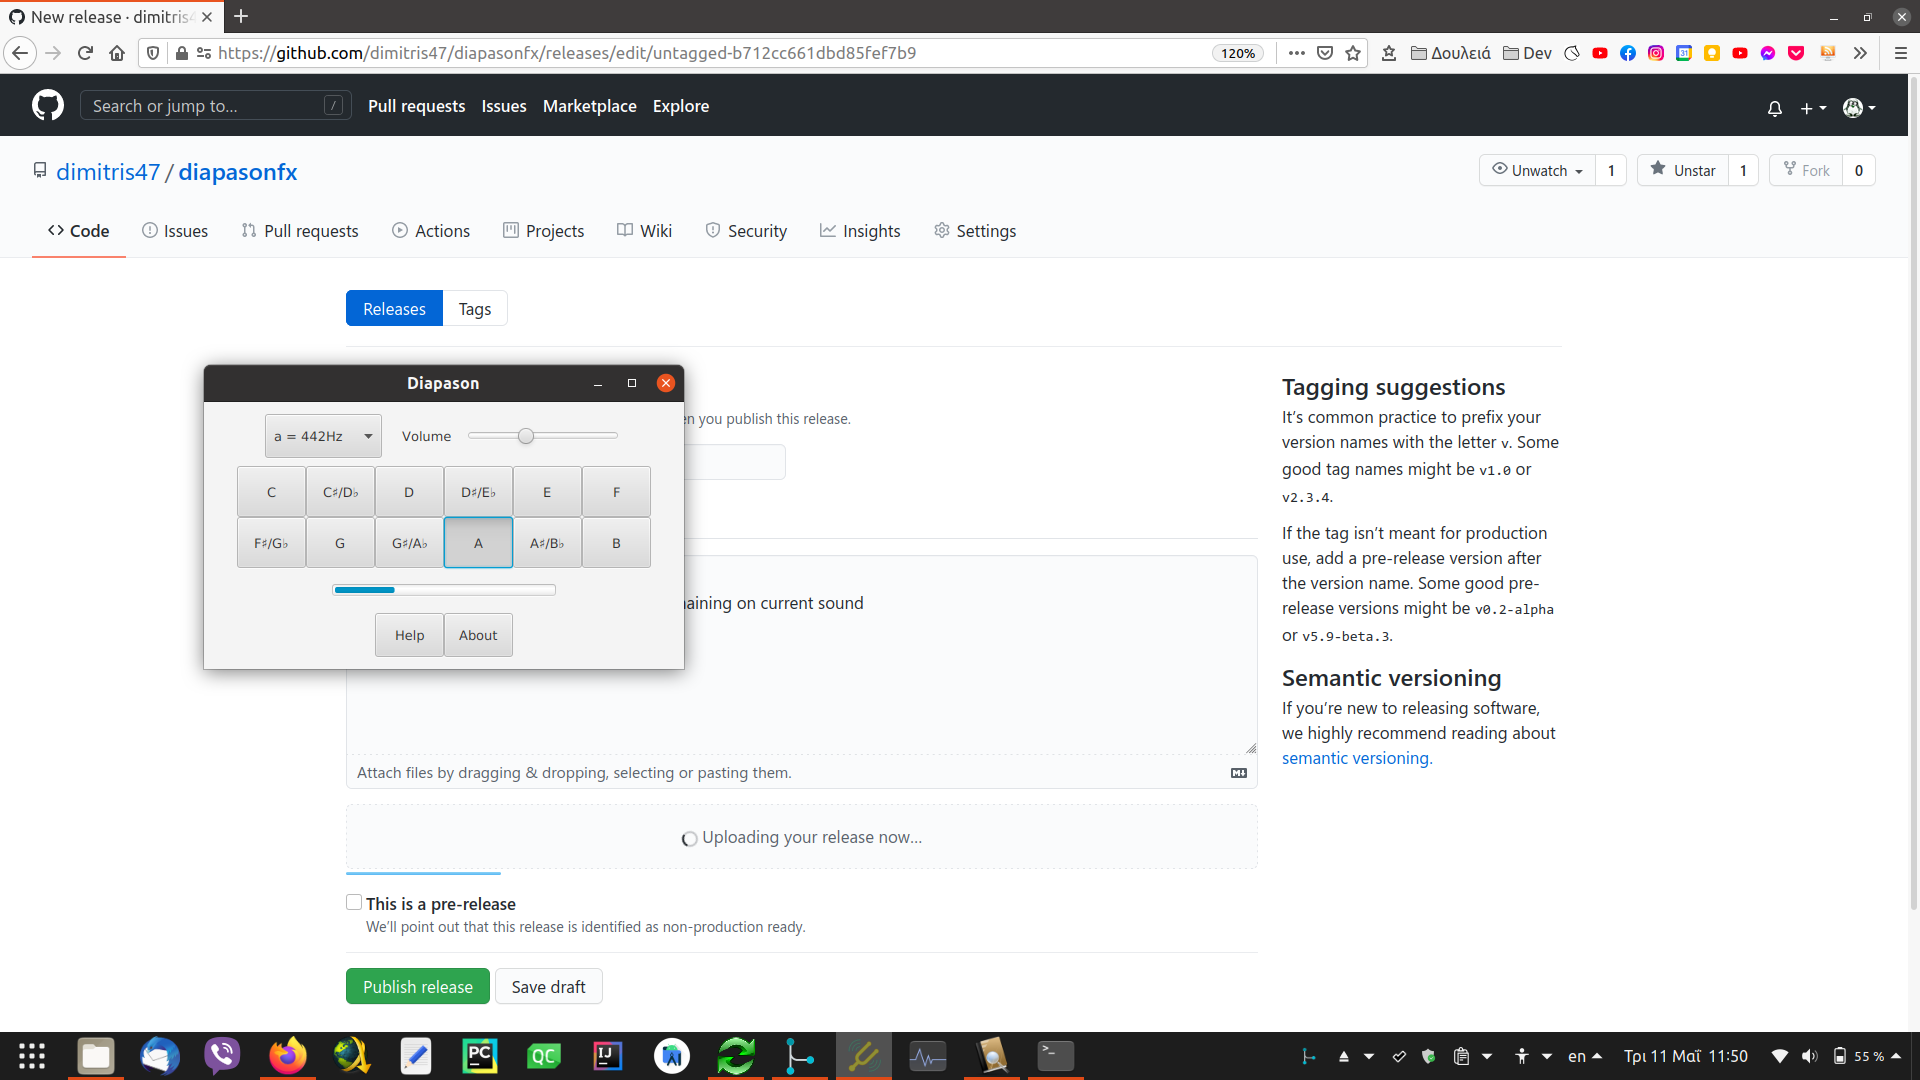 New release · dimitris4
https://github.com/dimitris47/diapasonfx/releases/edit/untagged-b712cc661dbd85fef7b9
120%
Δουλειά
Dev
Search or jump to...
/
Pull requests
Issues
Marketplace
Explore
dimitris47 / diapasonfx
Unwatch 1
Unstar 1
Fork 0
Code
Issues
Pull requests
Actions
Projects
Wiki
Security
Insights
Settings
Releases
Tags
Diapason
a = 442Hz
Volume
C C♯/D♭ D D♯/E♭ E F
F♯/G♭ G G♯/A♭ A A♯/B♭ B
Help About
you publish this release.
on current sound
Attach files by dragging & dropping, selecting or pasting them.
Uploading your release now...
This is a pre-release
We’ll point out that this release is identified as non-production ready.
Publish release
Save draft
Tagging suggestions
It’s common practice to prefix your
version names with the letter v. Some
good tag names might be v1.0 or
v2.3.4.
If the tag isn’t meant for production
use, add a pre-release version after
the version name. Some good pre-
release versions might be v0.2-alpha
or v5.9-beta.3.
Semantic versioning
If you’re new to releasing software,
we highly recommend reading about
semantic versioning.
PC
QC
IJ
en
Τρι 11 Μαΐ 11:50
55 %